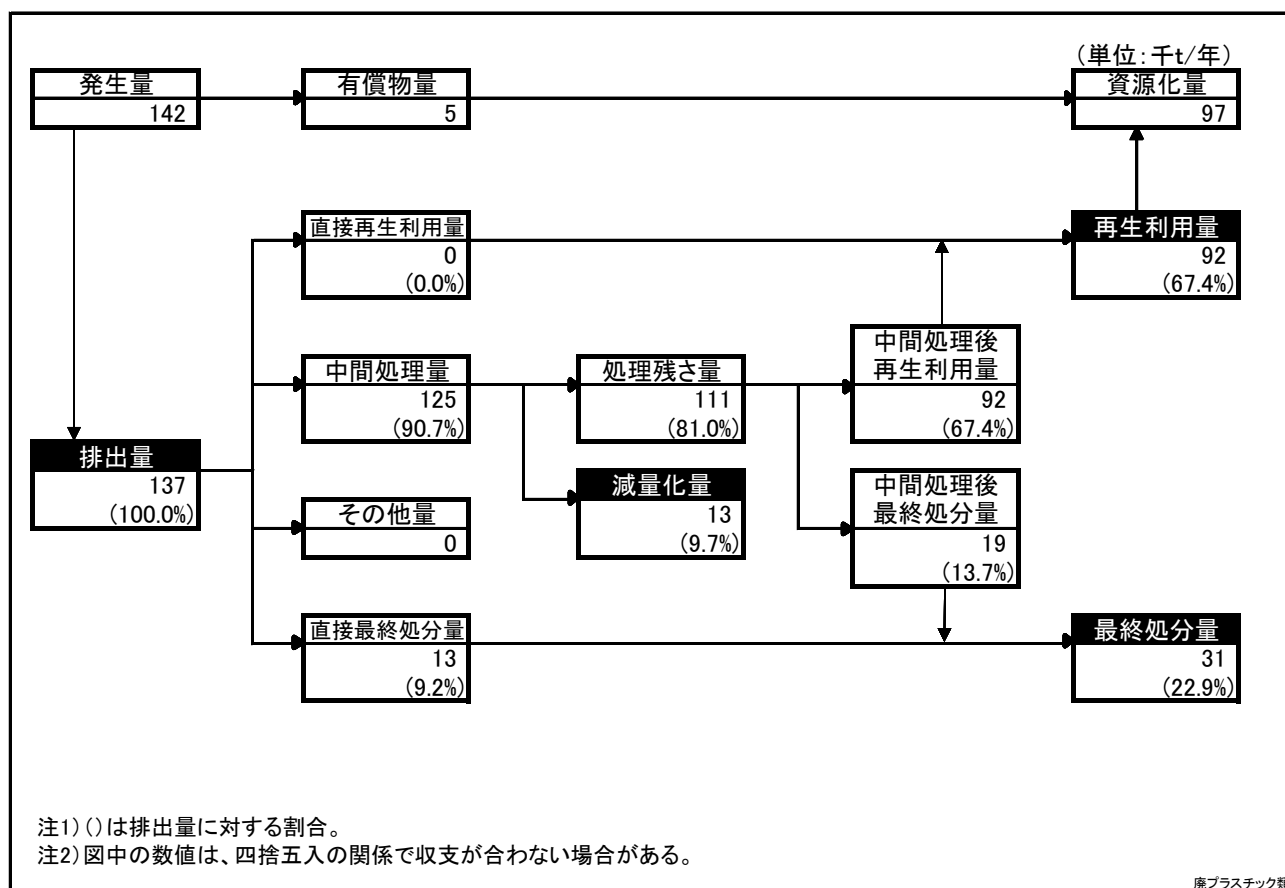 (単位:千t/年)
発生量
142
有償物量
5
資源化量
97
直接再生利用量
0
(0.0%)
再生利用量
92
(67.4%)
中間処理量
125
(90.7%)
処理残さ量
111
(81.0%)
中間処理後
再生利用量
92
(67.4%)
排出量
137
(100.0%)
減量化量
13
(9.7%)
中間処理後
最終処分量
19
(13.7%)
その他量
0
直接最終処分量
13
(9.2%)
最終処分量
31
(22.9%)
注1)()は排出量に対する割合。
注2)図中の数値は、四捨五入の関係で収支が合わない場合がある。
廃プラスチック類